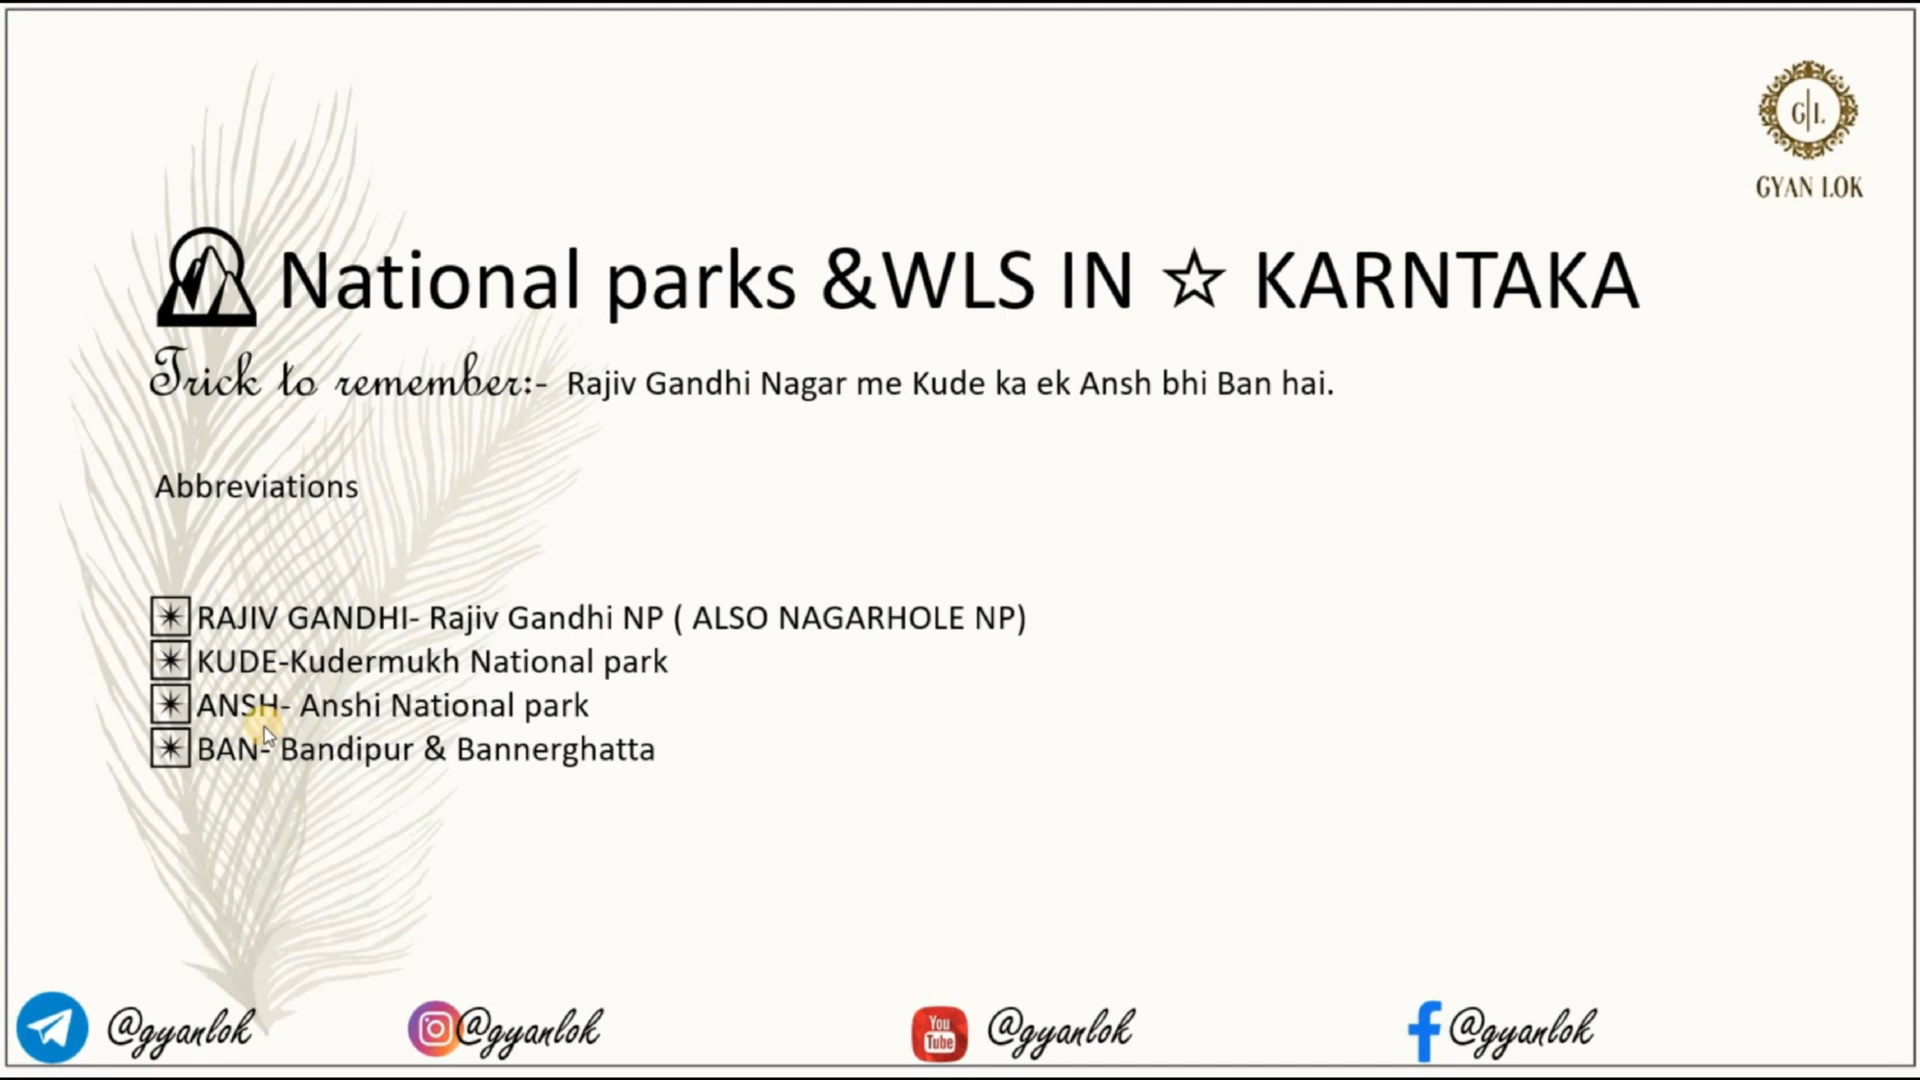 G|L
GYAN LOK
National parks &WLS IN ☆ KARNTAKA
Trick to remember:- Rajiv Gandhi Nagar me Kude ka ek Ansh bhi Ban hai.
Abbreviations
RAJIV GANDHI- Rajiv Gandhi NP ( ALSO NAGARHOLE NP)
KUDE-Kudermukh National park
ANSH- Anshi National park
BAN- Bandipur & Bannerghatta
@gyanlok @gyanlok You Tube @gyanlok @gyanlok